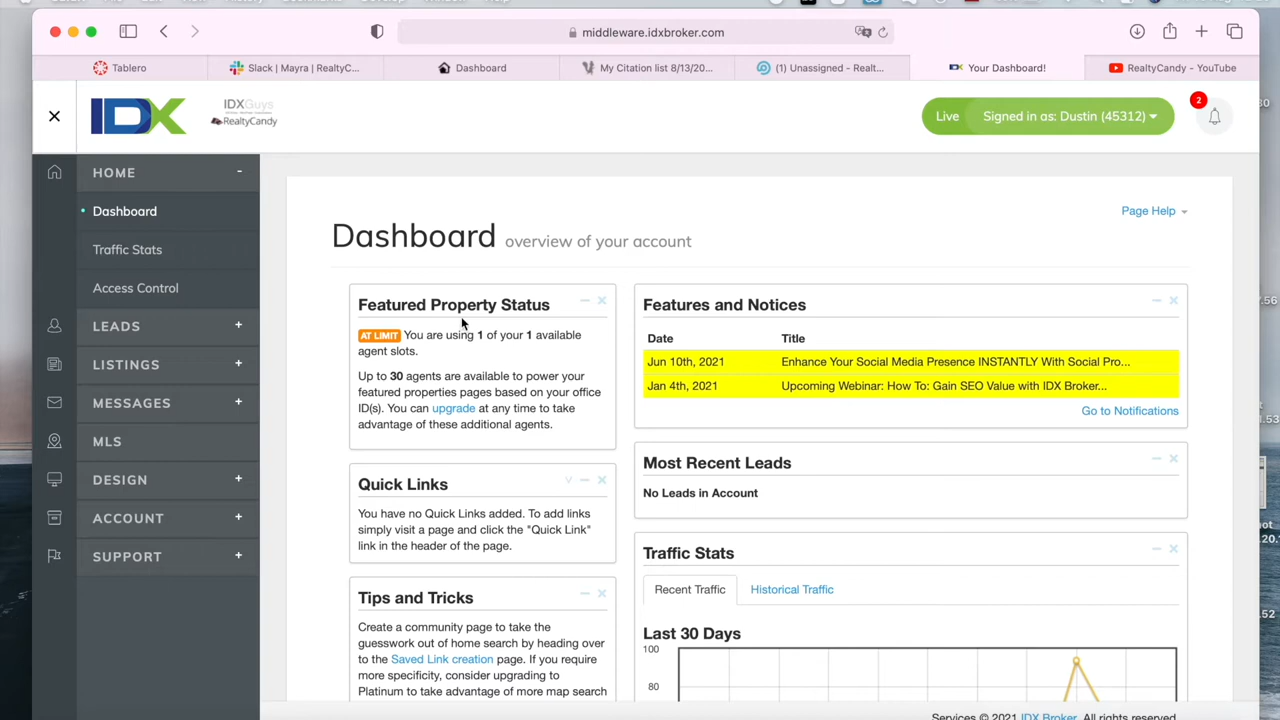 middleware.idxbroker.com
Tablero
Slack | Mayra | RealtyC...
Dashboard
My Citation list 8/13/20...
(1) Unassigned - Realt...
Your Dashboard!
RealtyCandy - YouTube
IDX
IDXGuys
RealtyCandy
Live
Signed in as: Dustin (45312)
2
HOME
-
Dashboard
Traffic Stats
Access Control
LEADS
+
LISTINGS
+
MESSAGES
+
MLS
DESIGN
+
ACCOUNT
+
SUPPORT
+
Page Help
Dashboard overview of your account
Featured Property Status
AT LIMIT You are using 1 of your 1 available
agent slots.
Up to 30 agents are available to power your
featured properties pages based on your office
ID(s). You can upgrade at any time to take
advantage of these additional agents.
Quick Links
You have no Quick Links added. To add links
simply visit a page and click the "Quick Link"
link in the header of the page.
Tips and Tricks
Create a community page to take the
guesswork out of home search by heading over
to the Saved Link creation page. If you require
more specificity, consider upgrading to
Platinum to take advantage of more map search
Features and Notices
Date Title
Jun 10th, 2021 Enhance Your Social Media Presence INSTANTLY With Social Pro...
Jan 4th, 2021 Upcoming Webinar: How To: Gain SEO Value with IDX Broker...
Go to Notifications
Most Recent Leads
No Leads in Account
Traffic Stats
Recent Traffic
Historical Traffic
Last 30 Days
100
80
Services © 2021 IDX Broker. All rights reserved.